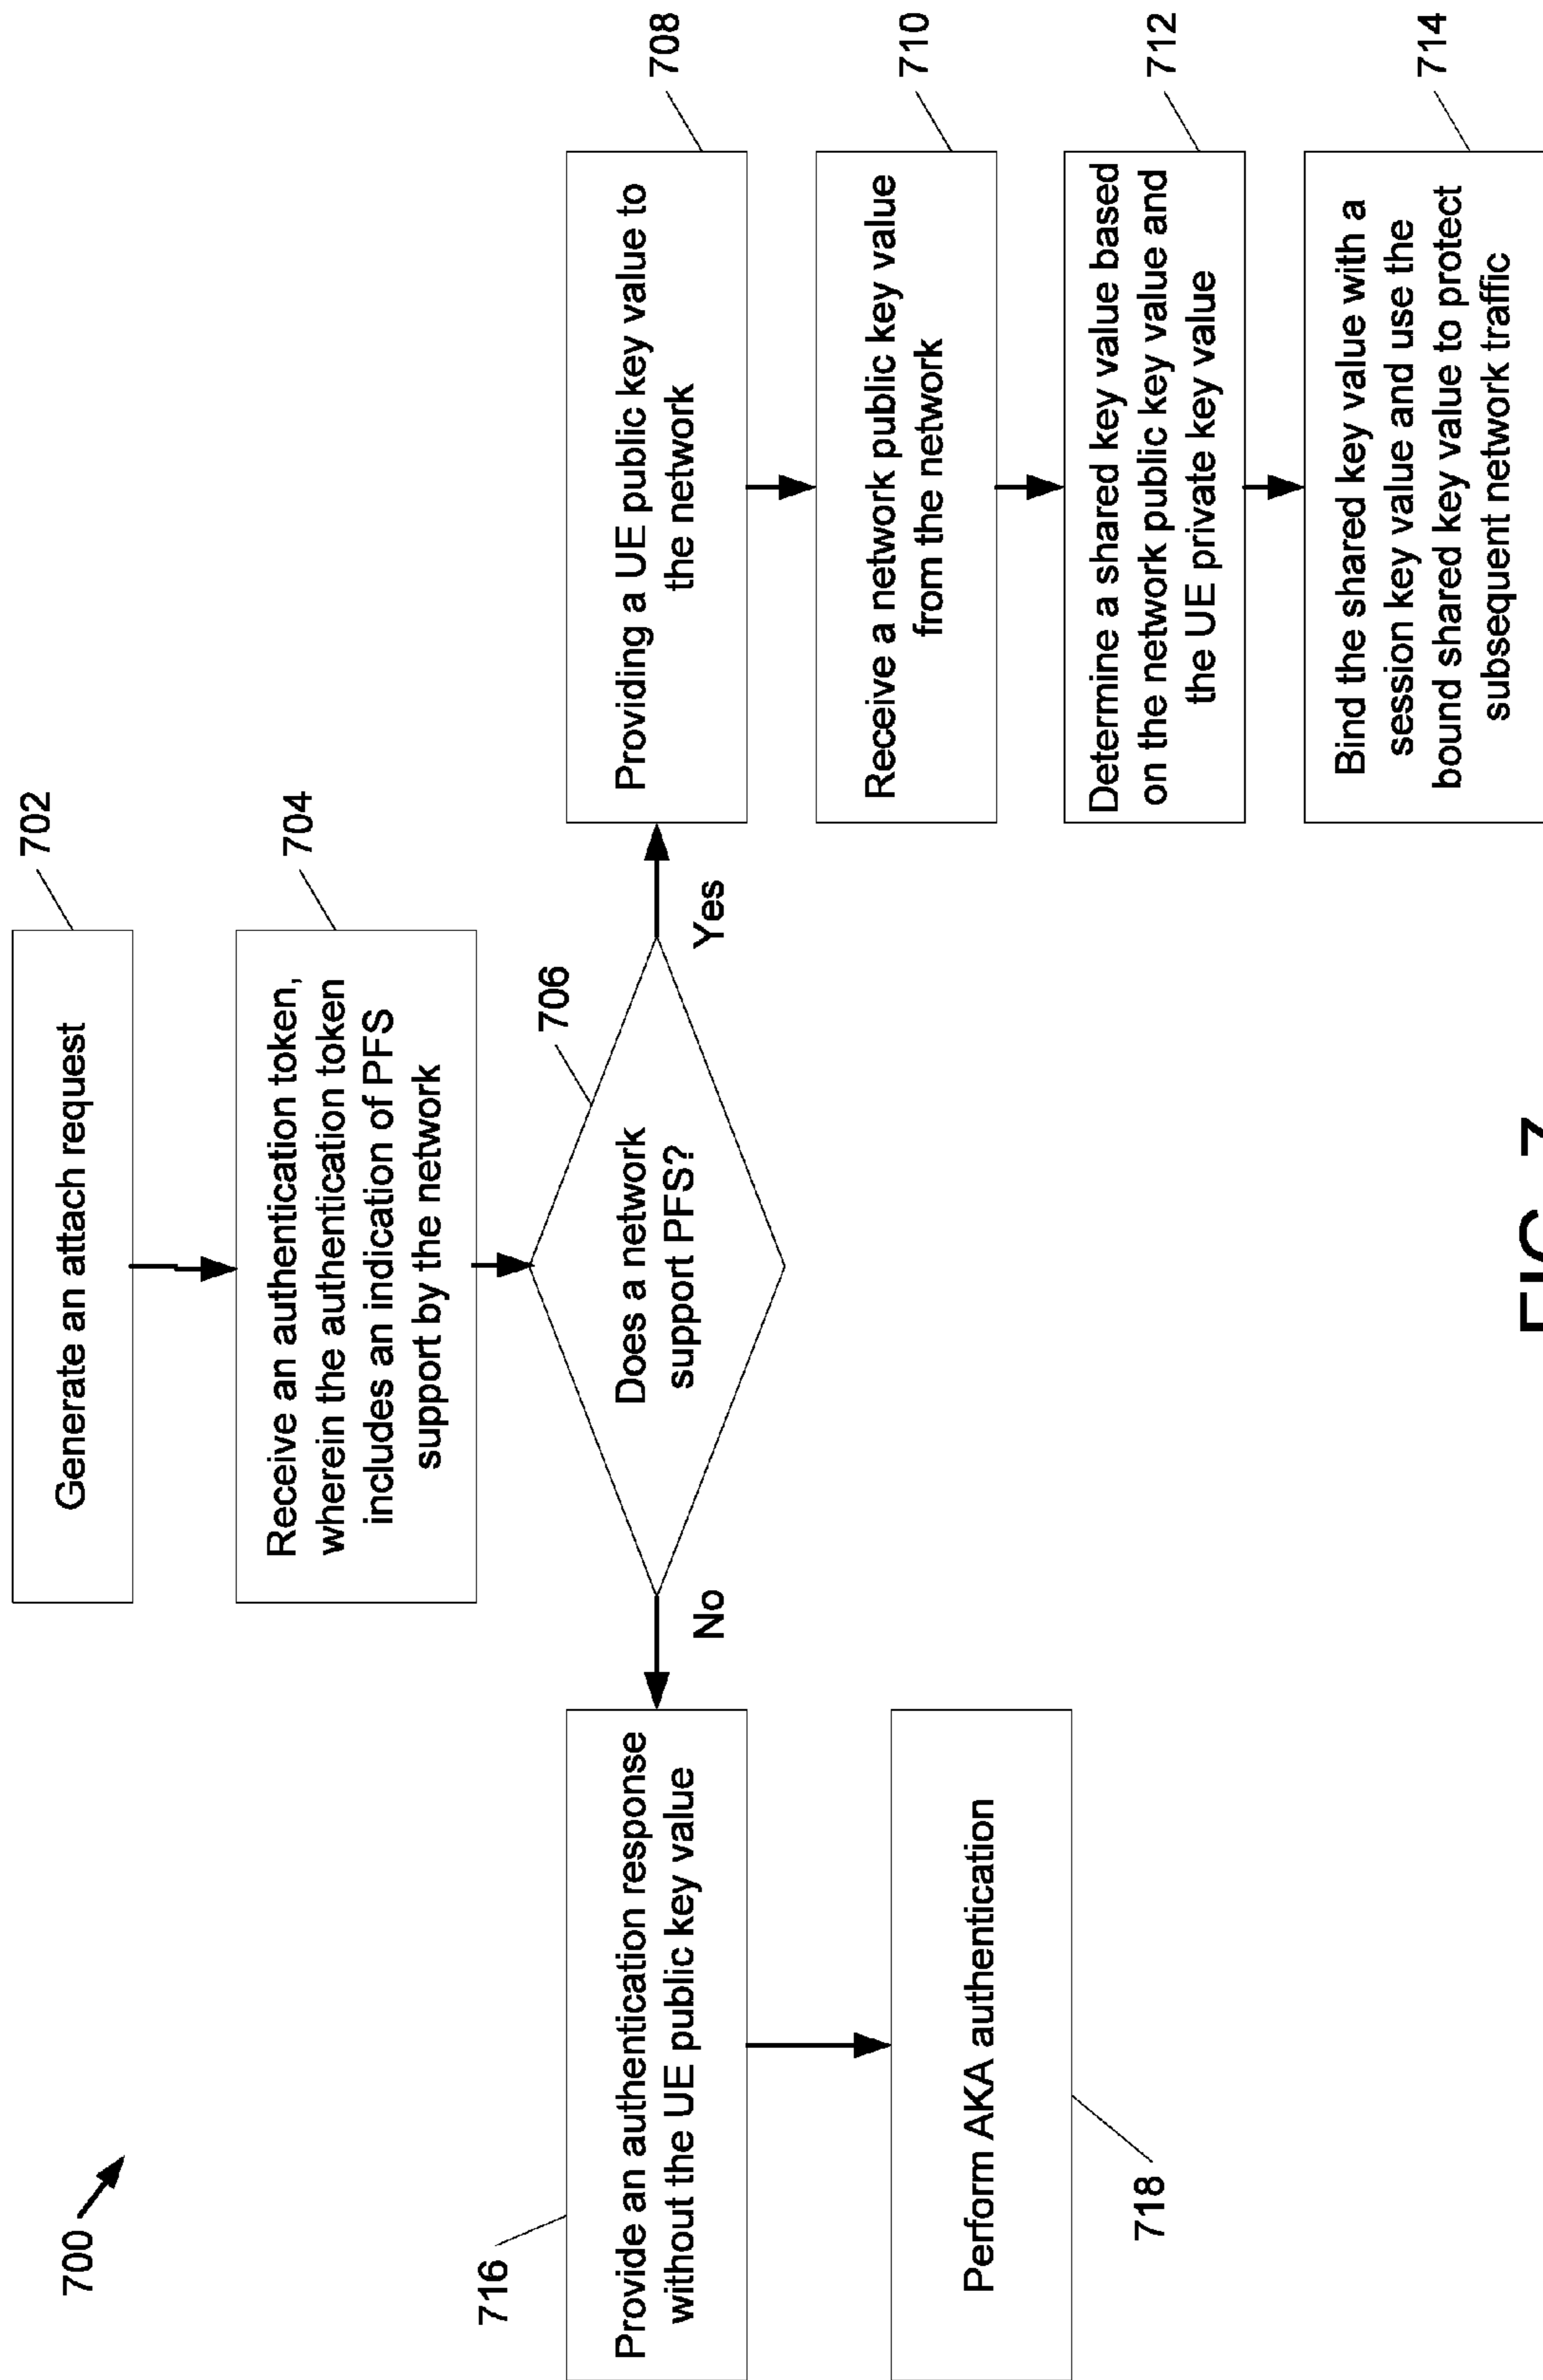 700
Generate an attach request
702
Receive an authentication token,
wherein the authentication token
includes an indication of PFS
support by the network
704
Does a network
support PFS?
706
Yes
No
Providing a UE public key value to
the network
708
Receive a network public key value
from the network
710
Determine a shared key value based
on the network public key value and
the UE private key value
712
Bind the shared key value with a
session key value and use the
bound shared key value to protect
subsequent network traffic
714
Provide an authentication response
without the UE public key value
716
Perform AKA authentication
718
FIG. 7